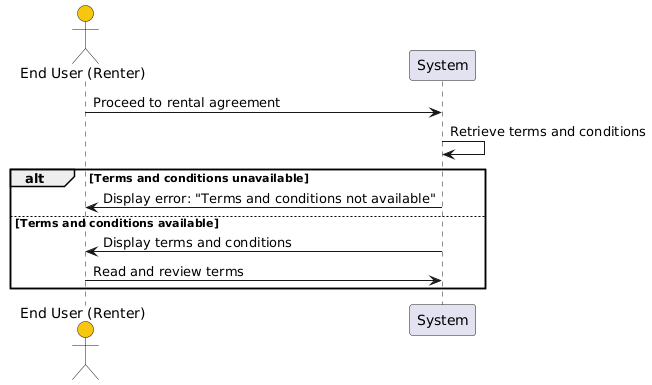 End User (Renter)
System
Proceed to rental agreement
Retrieve terms and conditions
alt
[Terms and conditions unavailable]
Display error: "Terms and conditions not available"
[Terms and conditions available]
Display terms and conditions
Read and review terms
End User (Renter)
System